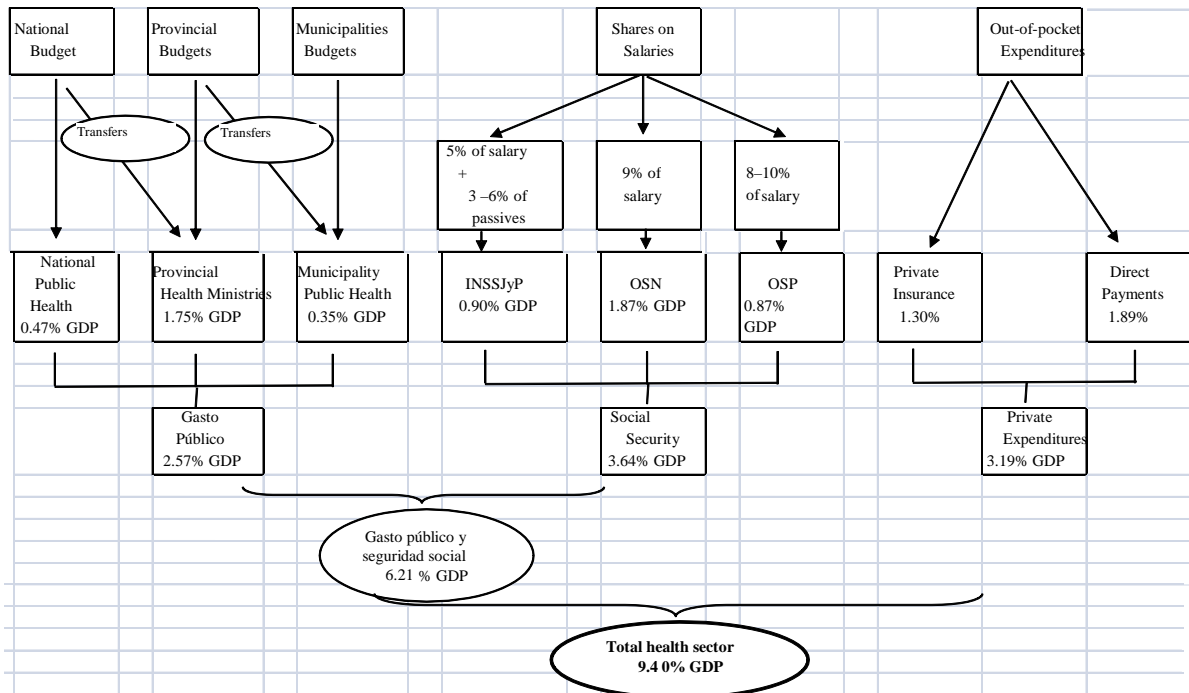 National
Budget
Provincial
Budgets
Municipalities
Budgets
Shares on
Salaries
Out-of-pocket
Expenditures
Transfers
Transfers
5% of salary
+
3 –6% of
passives
9% of
salary
8–10%
of salary
National
Public
Health
0.47% GDP
Provincial
Health Ministries
1.75% GDP
Municipality
Public Health
0.35% GDP
INSSJyP
0.90% GDP
OSN
1.87% GDP
OSP
0.87%
GDP
Private
Insurance
1.30%
Direct
Payments
1.89%
Gasto
Público
2.57% GDP
Social
Security
3.64% GDP
Private
Expenditures
3.19% GDP
Gasto público y
seguridad social
6.21 % GDP
Total health sector
9.4 0% GDP